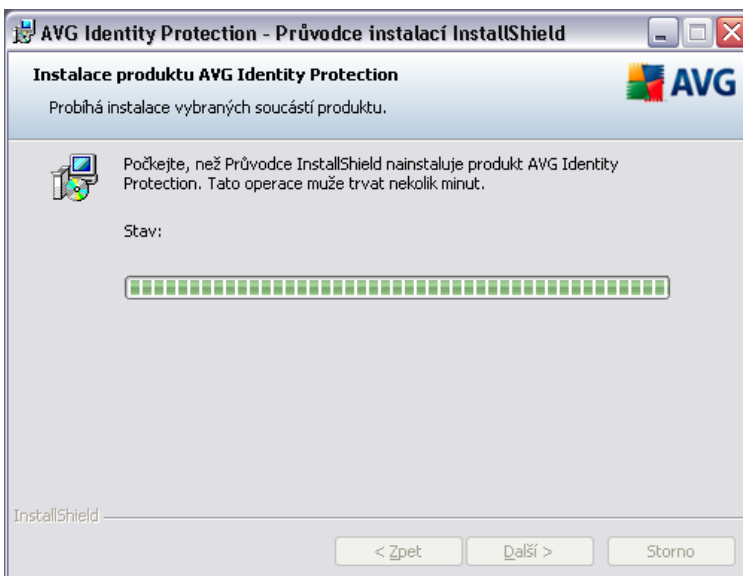 AVG Identity Protection - Průvodce instalací InstallShield
Instalace produktu AVG Identity Protection
AVG
Probíhá instalace vybraných soucástí produktu.
Počkejte, než Průvodce InstallShield nainstaluje produkt AVG Identity
Protection. Tato operace muže trvat nekolik minut.
Stav:
InstallShield
< Zpet
Další >
Storno